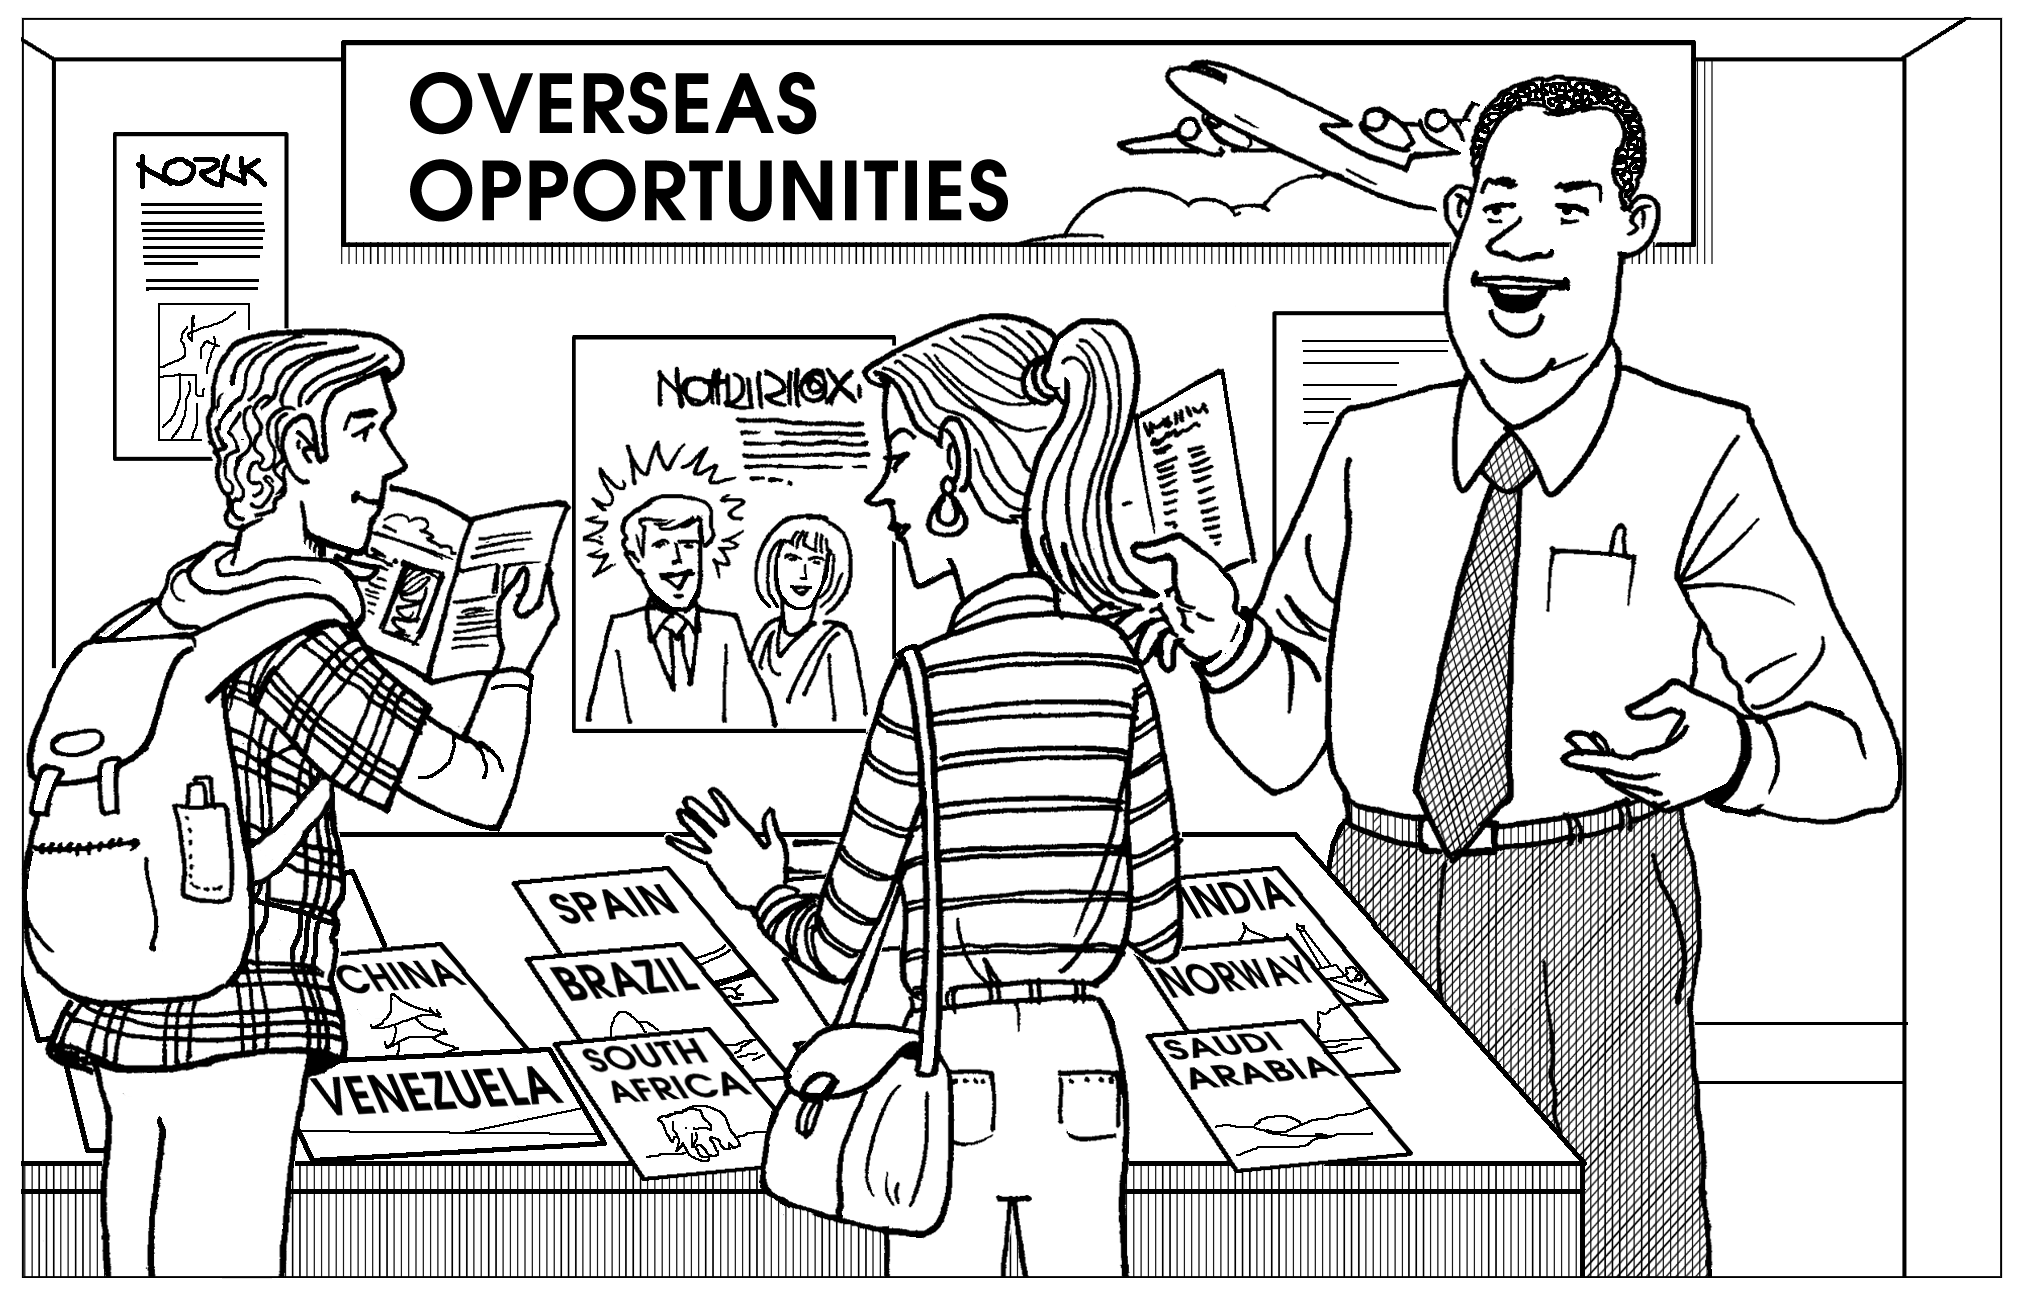 OVERSEAS
OPPORTUNITIES
SPAIN
INDIA
CHINA
BRAZIL
NORWAY
SOUTH
AFRICA
SAUDI
ARABIA
VENEZUELA